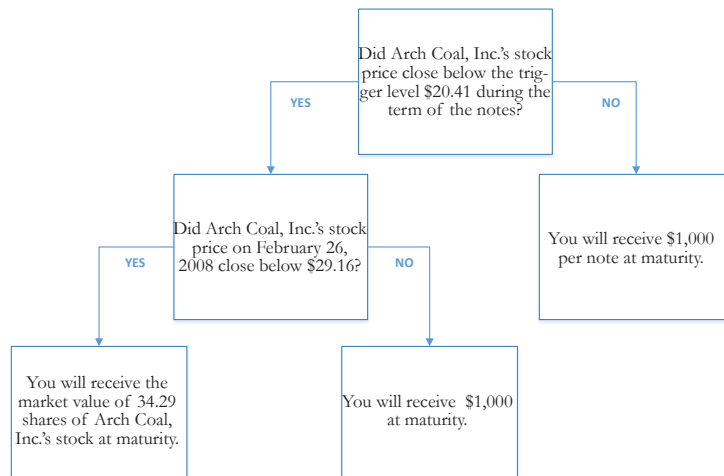 Did Arch Coal, Inc.'s stock
price close below the trig-
ger level $20.41 during the
term of the notes?
YES
NO
Did Arch Coal, Inc.'s stock
price on February 26,
2008 close below $29.16?
You will receive $1,000
per note at maturity.
YES
NO
You will receive the
market value of 34.29
shares of Arch Coal,
Inc.'s stock at maturity.
You will receive $1,000
at maturity.